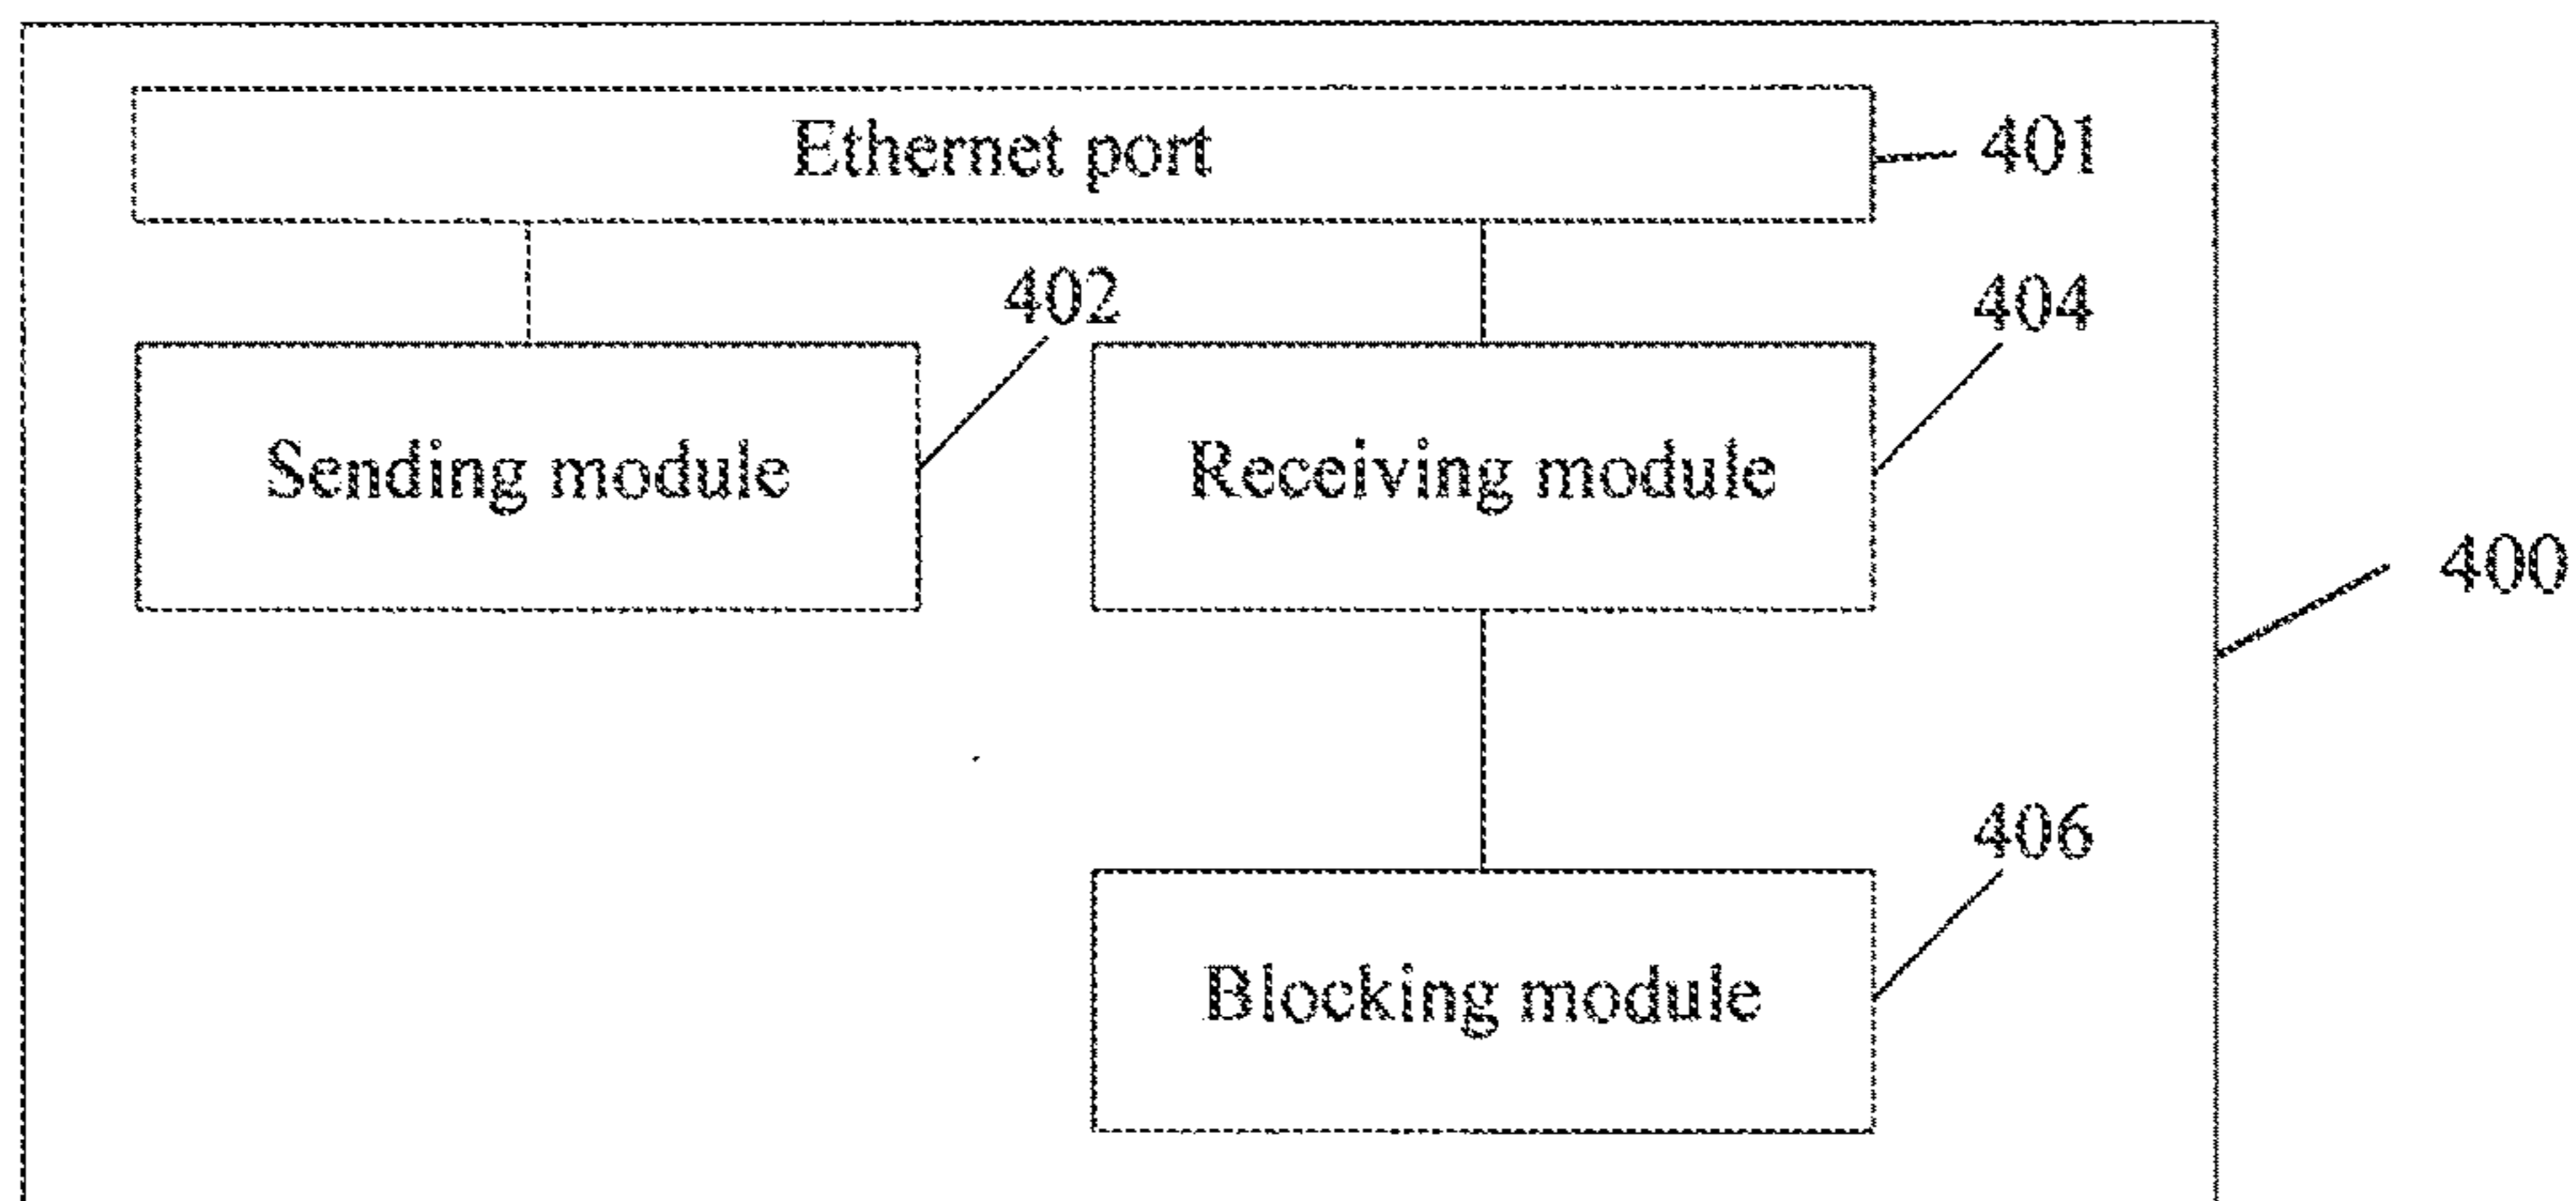 Ethernet port
401
402
404
Sending module
Receiving module
400
406
Blocking module